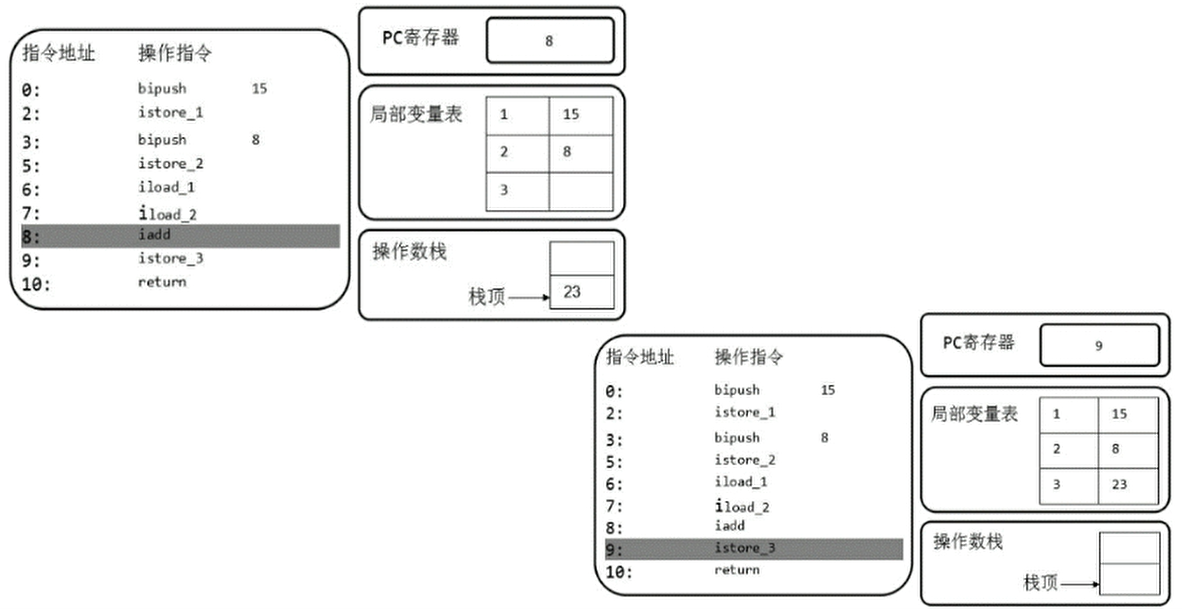 指令地址 操作指令
0: bipush 15
2: istore_1
3: bipush 8
5: istore_2
6: iload_1
7: iload_2
8: iadd
9: istore_3
10: return
PC寄存器 8
局部变量表 1 15
2 8
3
操作数栈
栈顶 23
指令地址 操作指令
0: bipush 15
2: istore_1
3: bipush 8
5: istore_2
6: iload_1
7: iload_2
8: iadd
9: istore_3
10: return
PC寄存器 9
局部变量表 1 15
2 8
3 23
操作数栈
栈顶